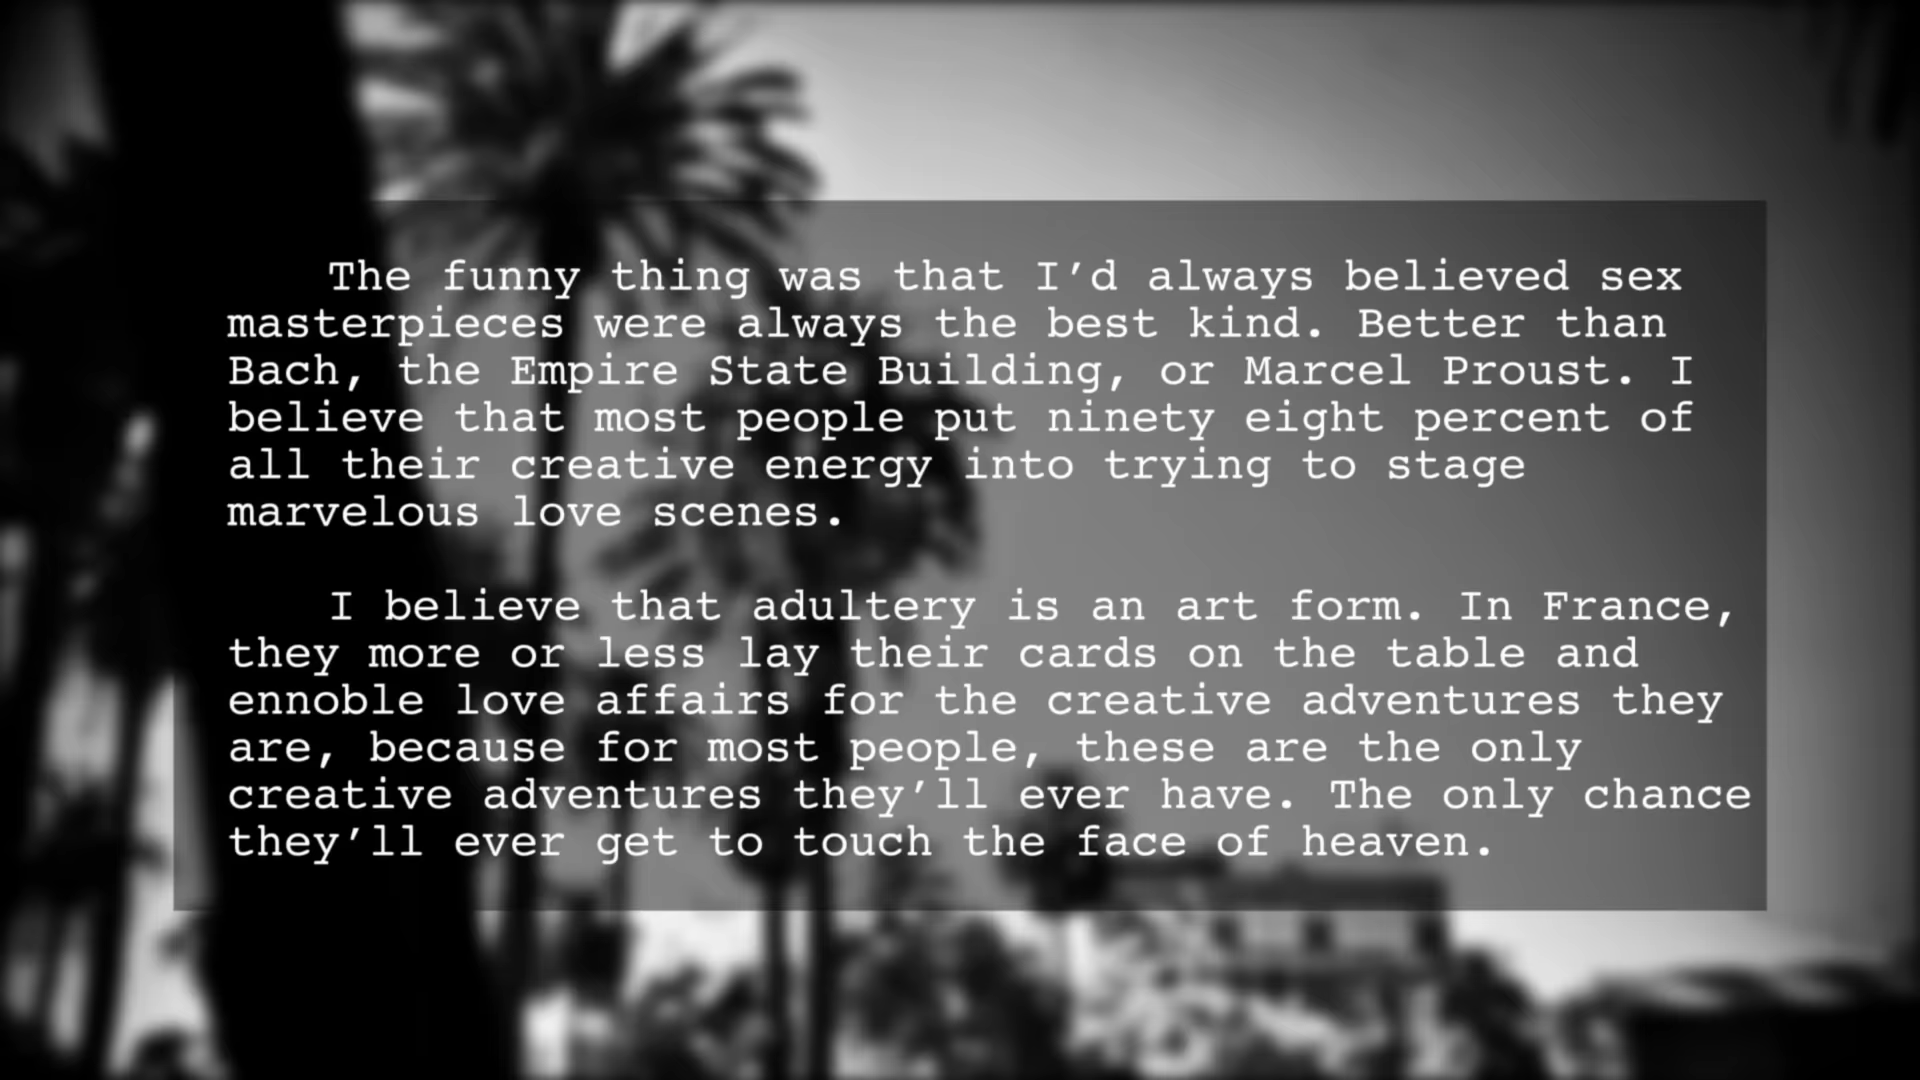 The funny thing was that I’d always believed sex
masterpieces were always the best kind. Better than
Bach, the Empire State Building, or Marcel Proust. I
believe that most people put ninety eight percent of
all their creative energy into trying to stage
marvelous love scenes.
I believe that adultery is an art form. In France,
they more or less lay their cards on the table and
ennoble love affairs for the creative adventures they
are, because for most people, these are the only
creative adventures they’ll ever have. The only chance
they’ll ever get to touch the face of heaven.